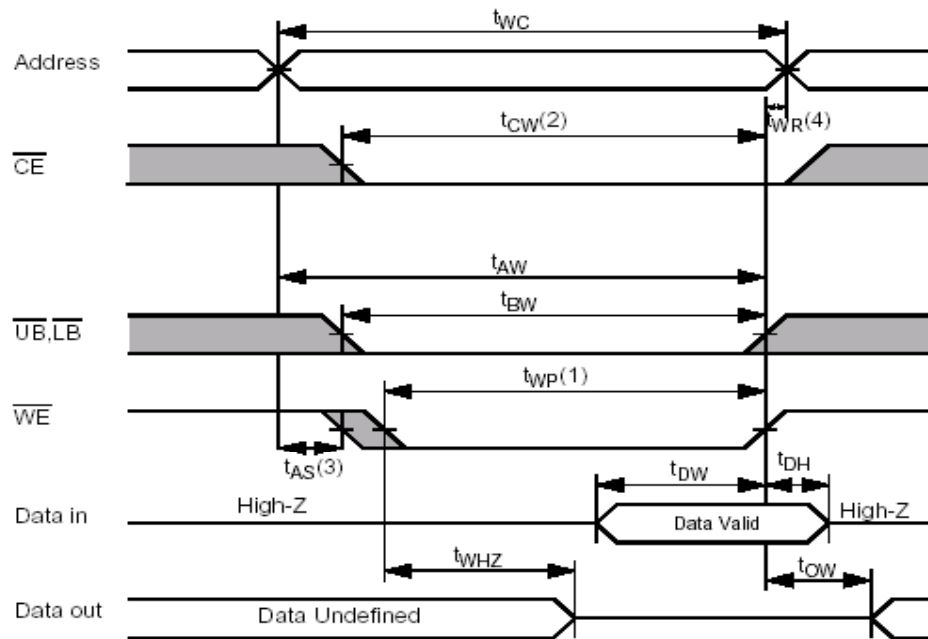 tWC
Address
tCW(2)
tWR(4)
CE
tAW
tBW
UB,LB
tWP(1)
WE
tAS(3)
tDW
tDH
Data in
High-Z
Data Valid
High-Z
tWHZ
tOW
Data out
Data Undefined